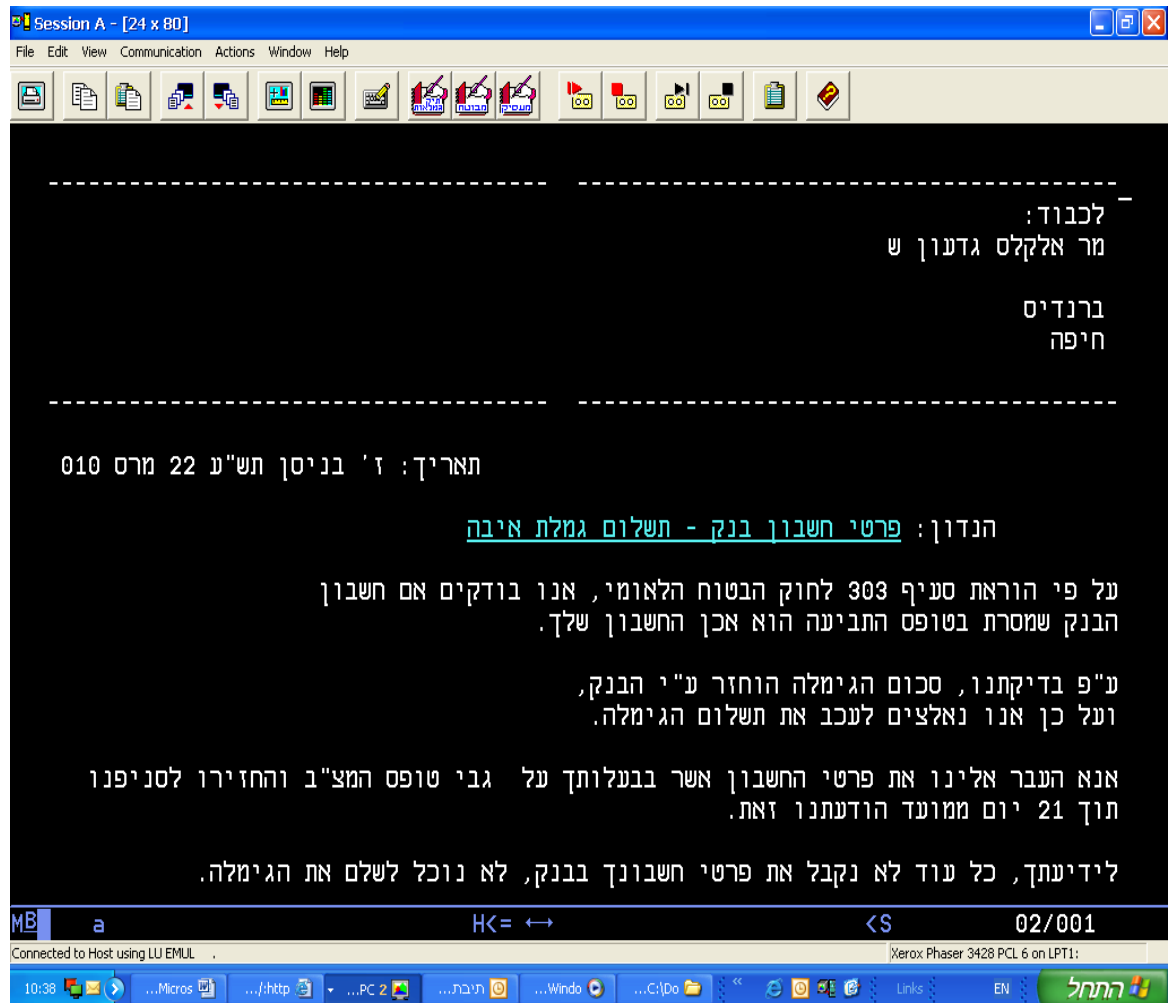 Session A - [24 x 80]
File Edit View Communication Actions Window Help
תיק גמלאות מבוטח מעסיק
לכבוד:
מר אלקלס גדעון ש
ברנדיס
חיפה
תאריך: ז' בניסן תש"ע 22 מרס 010
הנדון: פרטי חשבון בנק - תשלום גמלת איבה
על פי הוראת סעיף 303 לחוק הבטוח הלאומי, אנו בודקים אם חשבון
הבנק שמסרת בטופס התביעה הוא אכן החשבון שלך.
ע"פ בדיקתנו, סכום הגימלה הוחזר ע"י הבנק,
ועל כן אנו נאלצים לעכב את תשלום הגימלה.
אנא העבר אלינו את פרטי החשבון אשר בבעלותך על  גבי טופס המצ"ב והחזירו לסניפנו
תוך 21 יום ממועד הודעתנו זאת.
לידיעתך, כל עוד לא נקבל את פרטי חשבונך בבנק, לא נוכל לשלם את הגימלה.
MB a H<= ↔ <S 02/001
Connected to Host using LU EMUL . Xerox Phaser 3428 PCL 6 on LPT1:
10:38 ...Micros .../:http ...PC 2 ...תיבת ...Windo ...C:\Do « Links EN התחל